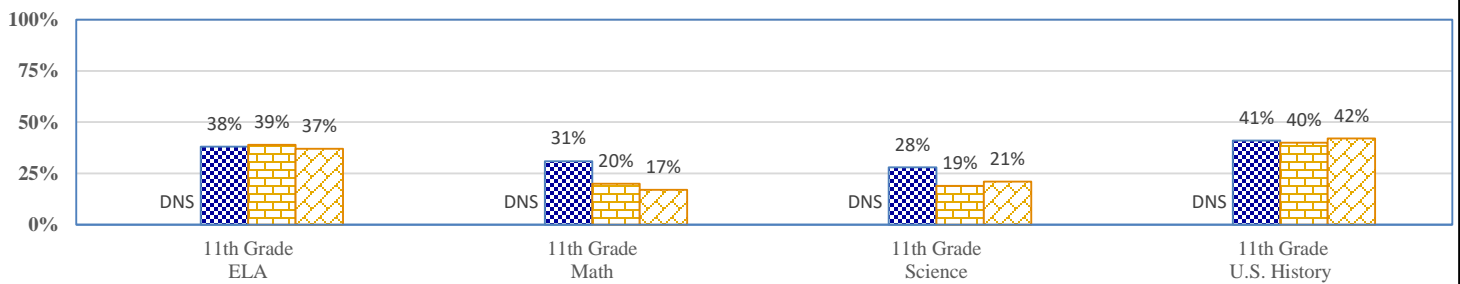 100%
75%
50%
25%
0%
DNS 38% 39% 37%
DNS 31% 20% 17%
DNS 28% 19% 21%
DNS 41% 40% 42%
11th Grade
ELA
11th Grade
Math
11th Grade
Science
11th Grade
U.S. History